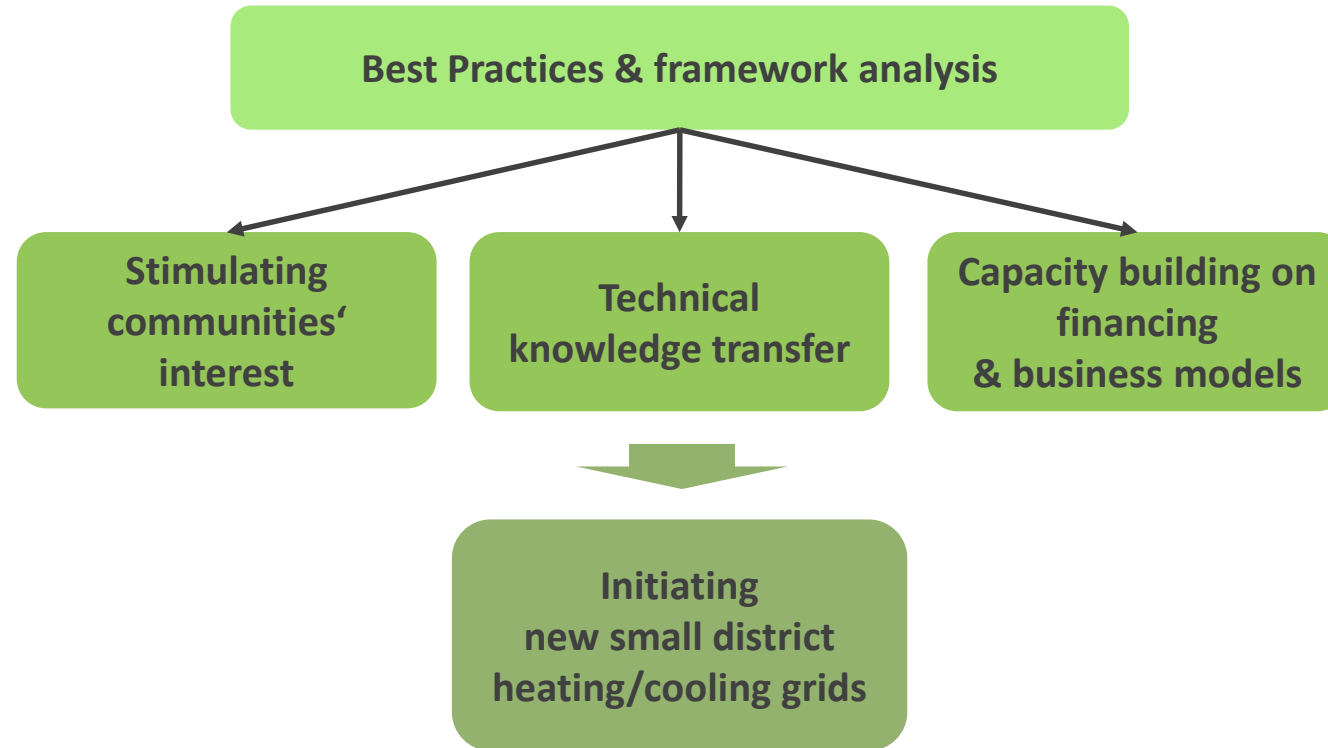 Best Practices & framework analysis
Stimulating
communities‘
interest
Technical
knowledge transfer
Capacity building on
financing
& business models
Initiating
new small district
heating/cooling grids